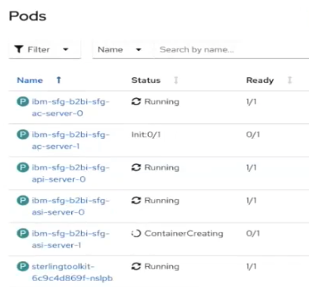 Pods
Filter Name Search by name...
Name Status Ready
P ibm-sfg-b2bi-sfg-
ac-server-0 Running 1/1
P ibm-sfg-b2bi-sfg-
ac-server-1 Init:0/1 0/1
P ibm-sfg-b2bi-sfg-
api-server-0 Running 1/1
P ibm-sfg-b2bi-sfg-
asi-server-0 Running 1/1
P ibm-sfg-b2bi-sfg-
asi-server-1 ContainerCreating 0/1
P sterlingtoolkit-
6c9c4d869f-nslpb Running 1/1